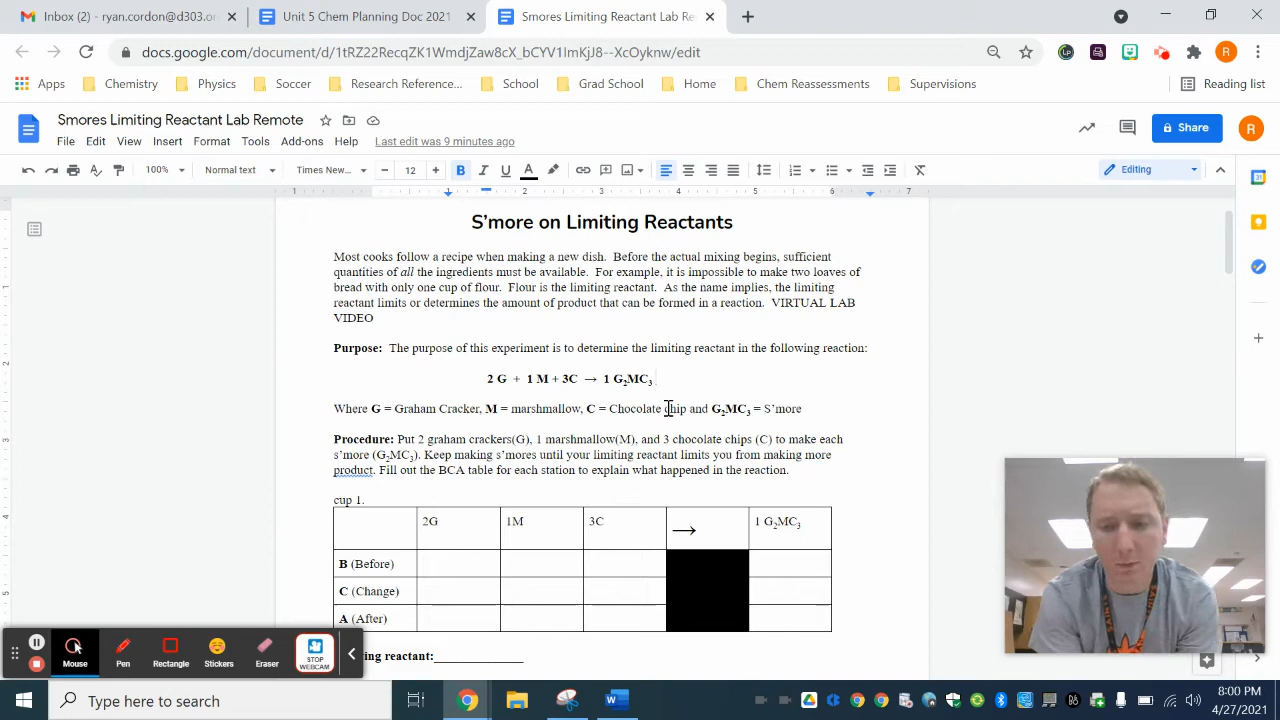 Inbox (2) - ryan.cordon@d303.or
Unit 5 Chem Planning Doc 2021
Smores Limiting Reactant Lab Re
docs.google.com/document/d/1tRZ22RecqZK1WmdjZaw8cX_bCYV1lmKjJ8--XcOyknw/edit
Apps
Chemistry
Physics
Soccer
Research Reference...
School
Grad School
Home
Chem Reassessments
Supervisions
Reading list
Smores Limiting Reactant Lab Remote
File Edit View Insert Format Tools Add-ons Help Last edit was 9 minutes ago
Share
R
100% Normal text Times New... 12 B I U A Editing
1 1 2 3 4 5 6 7
S'more on Limiting Reactants
Most cooks follow a recipe when making a new dish. Before the actual mixing begins, sufficient
quantities of all the ingredients must be available. For example, it is impossible to make two loaves of
bread with only one cup of flour. Flour is the limiting reactant. As the name implies, the limiting
reactant limits or determines the amount of product that can be formed in a reaction. VIRTUAL LAB
VIDEO
Purpose: The purpose of this experiment is to determine the limiting reactant in the following reaction:
2 G + 1 M + 3C → 1 G₂MC₃
Where G = Graham Cracker, M = marshmallow, C = Chocolate chip and G₂MC₃ = S'more
Procedure: Put 2 graham crackers(G), 1 marshmallow(M), and 3 chocolate chips (C) to make each
s'more (G₂MC₃). Keep making s'mores until your limiting reactant limits you from making more
product. Fill out the BCA table for each station to explain what happened in the reaction.
cup 1.
2G 1M 3C → 1 G₂MC₃
B (Before)
C (Change)
A (After)
ing reactant:______________
Mouse Pen Rectangle Stickers Eraser STOP WEBCAM
Type here to search
8:00 PM
4/27/2021